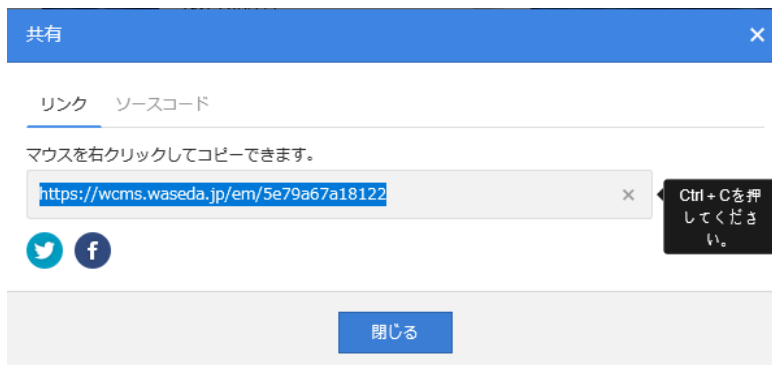 共有
リンク ソースコード
マウスを右クリックしてコピーできます。
https://wcms.waseda.jp/em/5e79a67a18122
Ctrl + Cを押
してくださ
い。
閉じる